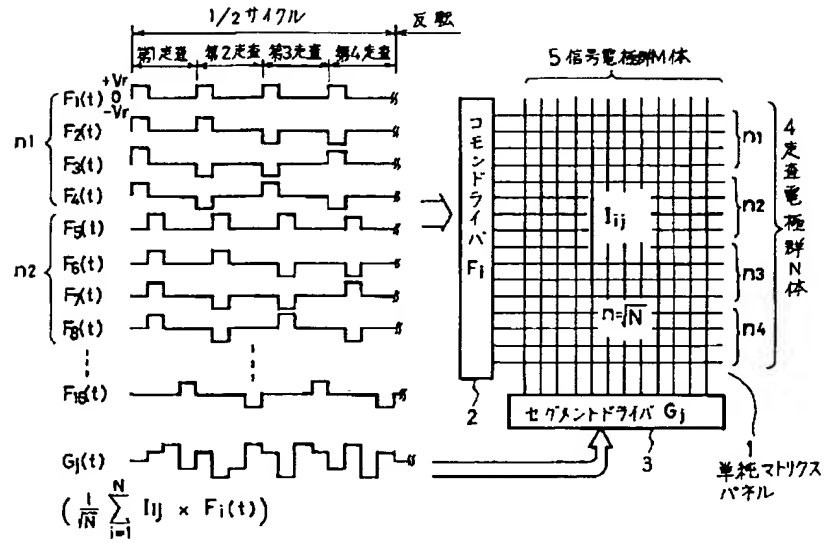 1/2サイクル
反転
第1走査
第2走査
第3走査
第4走査
+Vr
0
-Vr
F1(t)
F2(t)
F3(t)
F4(t)
F5(t)
F6(t)
F7(t)
F8(t)
F16(t)
Gj(t)
n1
n2
( 1/√N N∑i=1 Iij × Fi(t) )
コモンドライバ Fi
2
5 信号電極群M体
Iij
n=√N
n1
n2
n3
n4
4 走査電極群N体
セグメントドライバ Gj
3
1
単純マトリクス
パネル